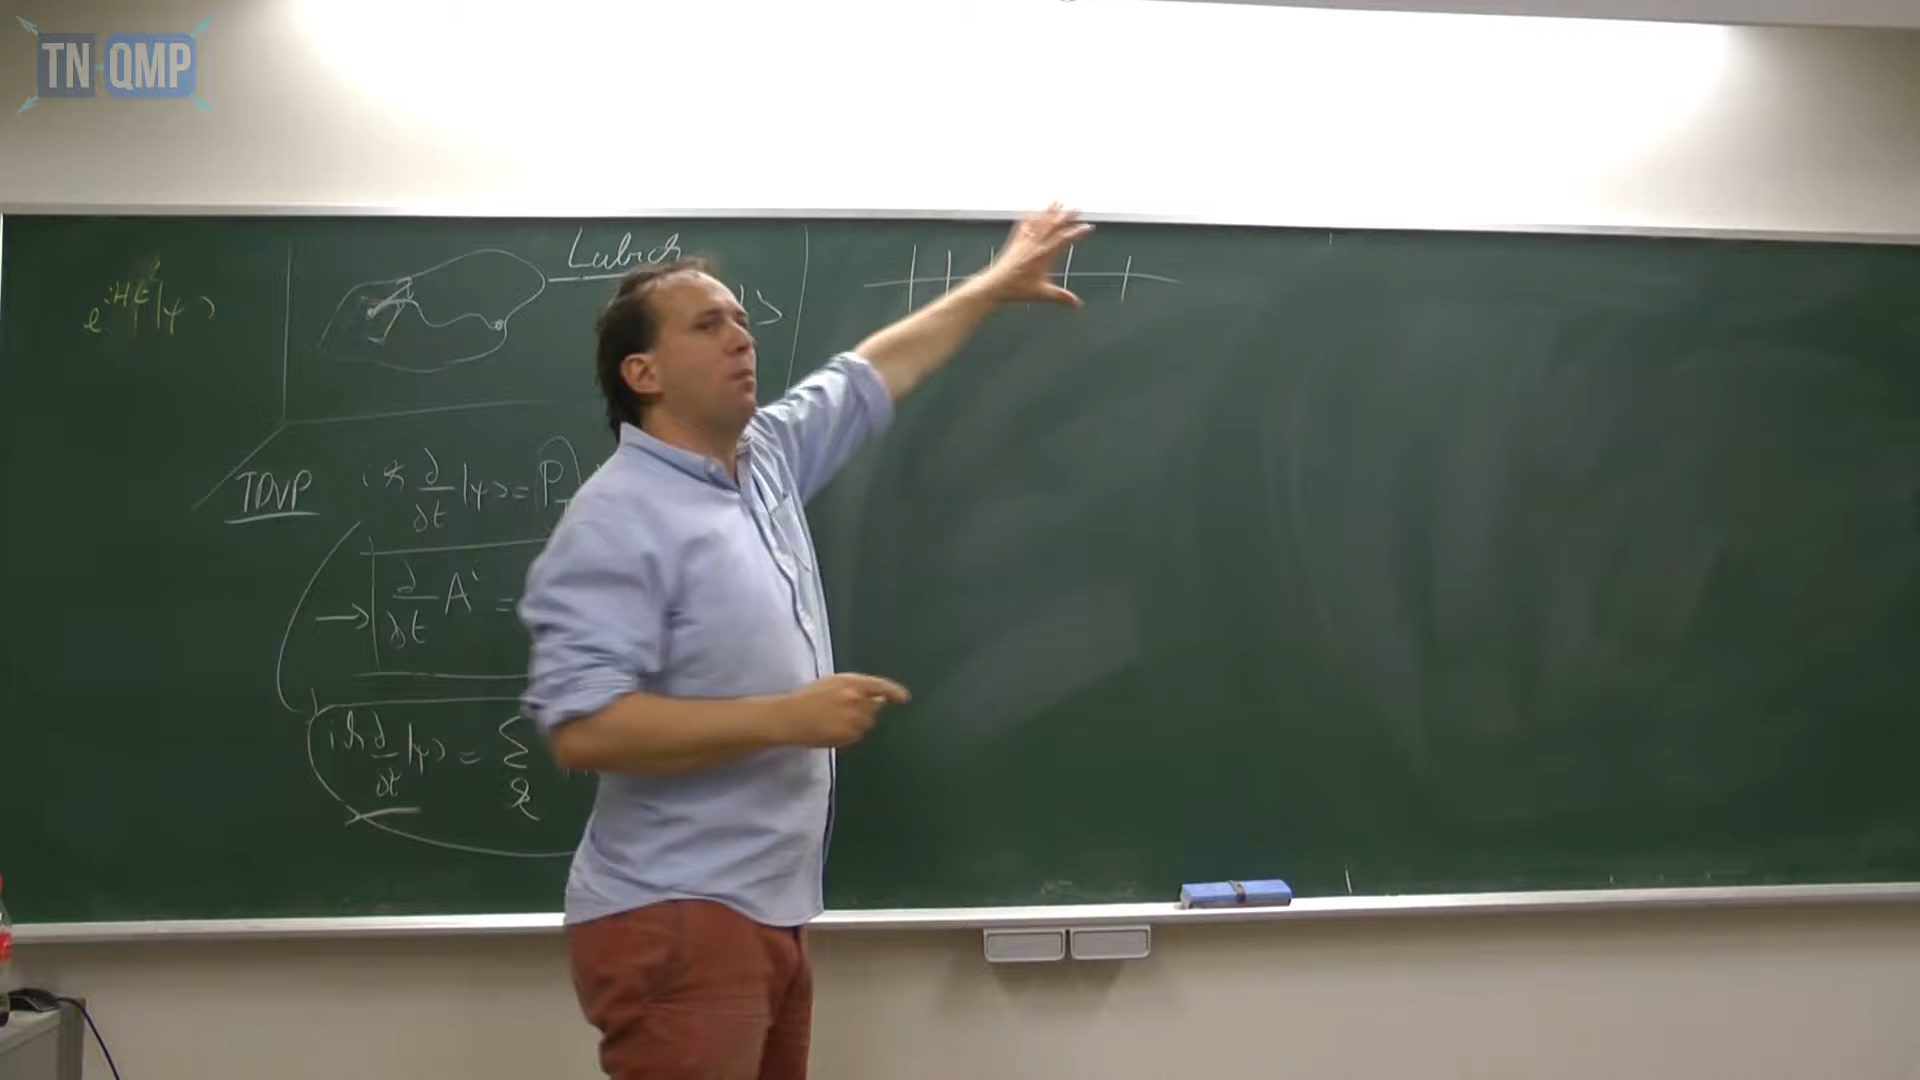 TN QMP
Lubich
e^{iHt}|ψ>
TDVP iℏ ∂/∂t |ψ> = P
→ ∂/∂t A^i =
iℏ ∂/∂t |ψ> = Σ